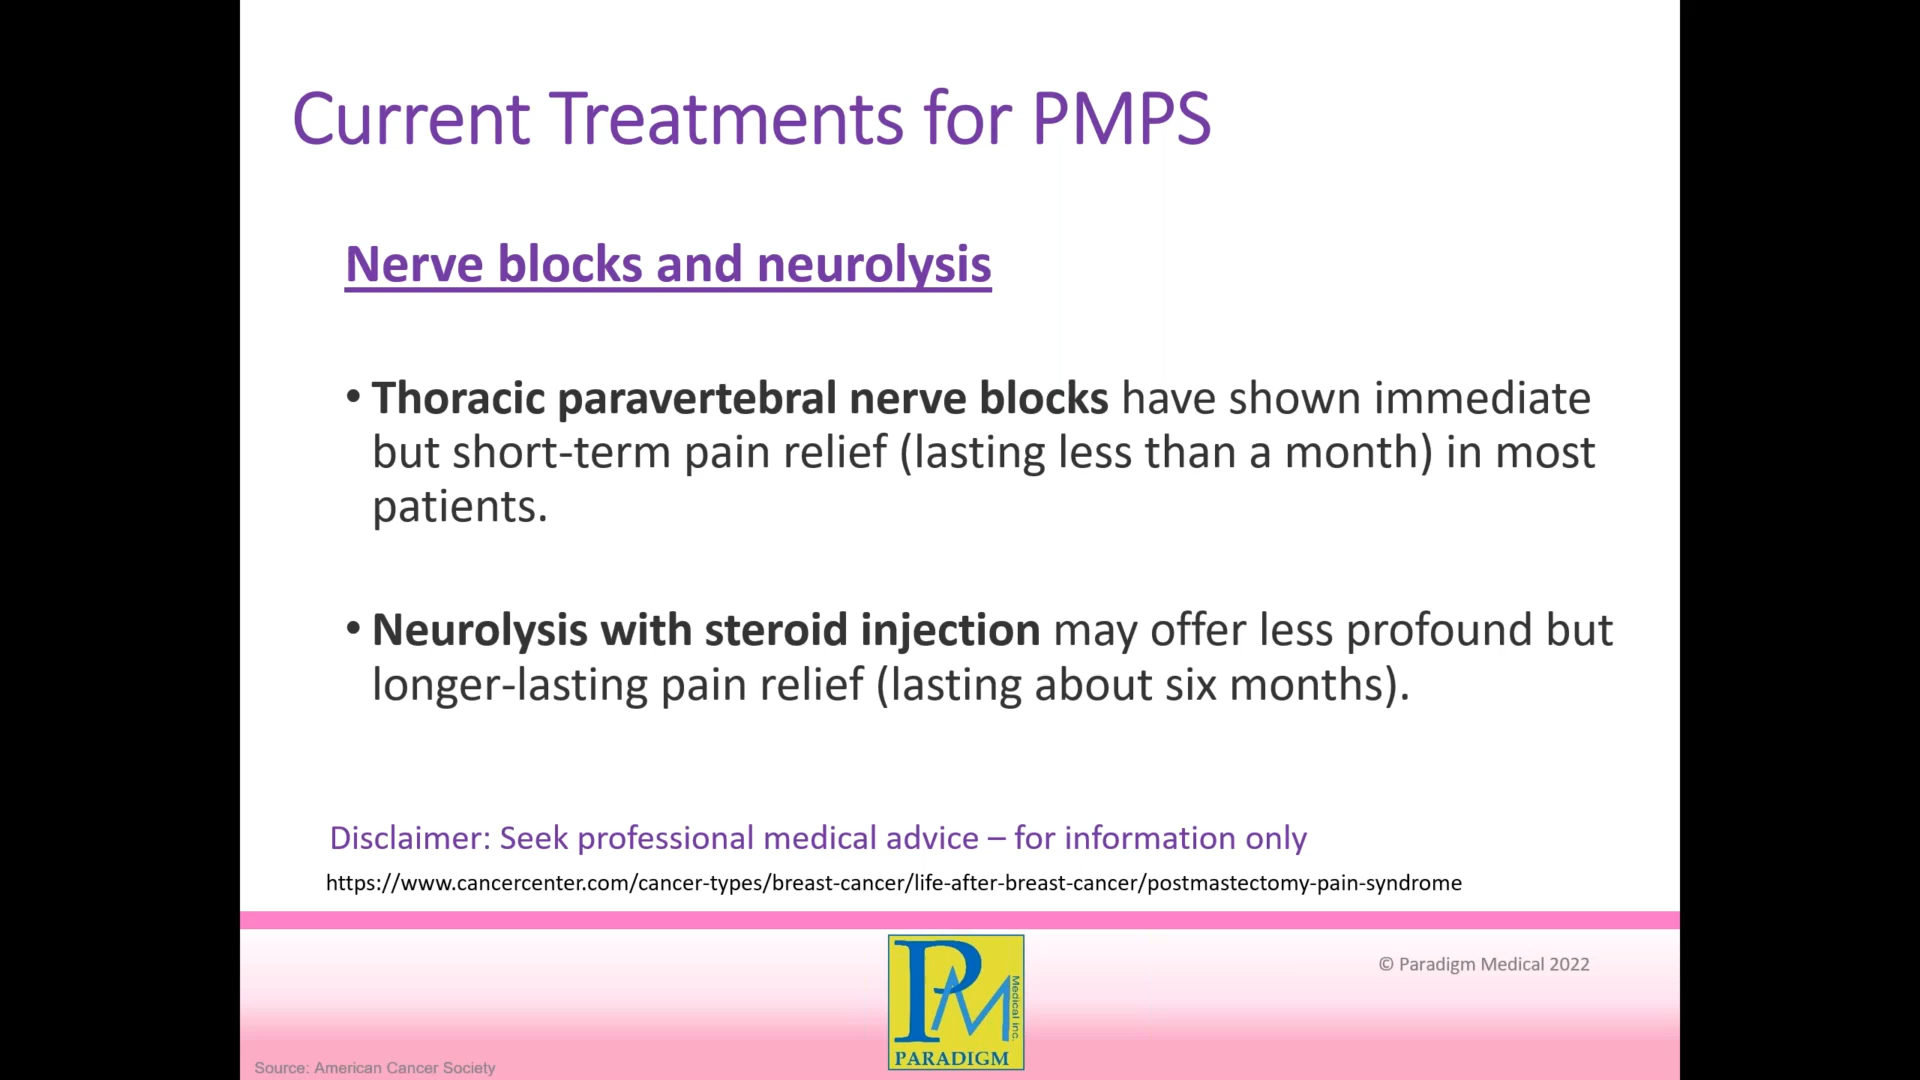 Current Treatments for PMPS
Nerve blocks and neurolysis
• Thoracic paravertebral nerve blocks have shown immediate
but short-term pain relief (lasting less than a month) in most
patients.
• Neurolysis with steroid injection may offer less profound but
longer-lasting pain relief (lasting about six months).
Disclaimer: Seek professional medical advice – for information only
https://www.cancercenter.com/cancer-types/breast-cancer/life-after-breast-cancer/postmastectomy-pain-syndrome
PM
Medical inc.
PARADIGM
© Paradigm Medical 2022
Source: American Cancer Society